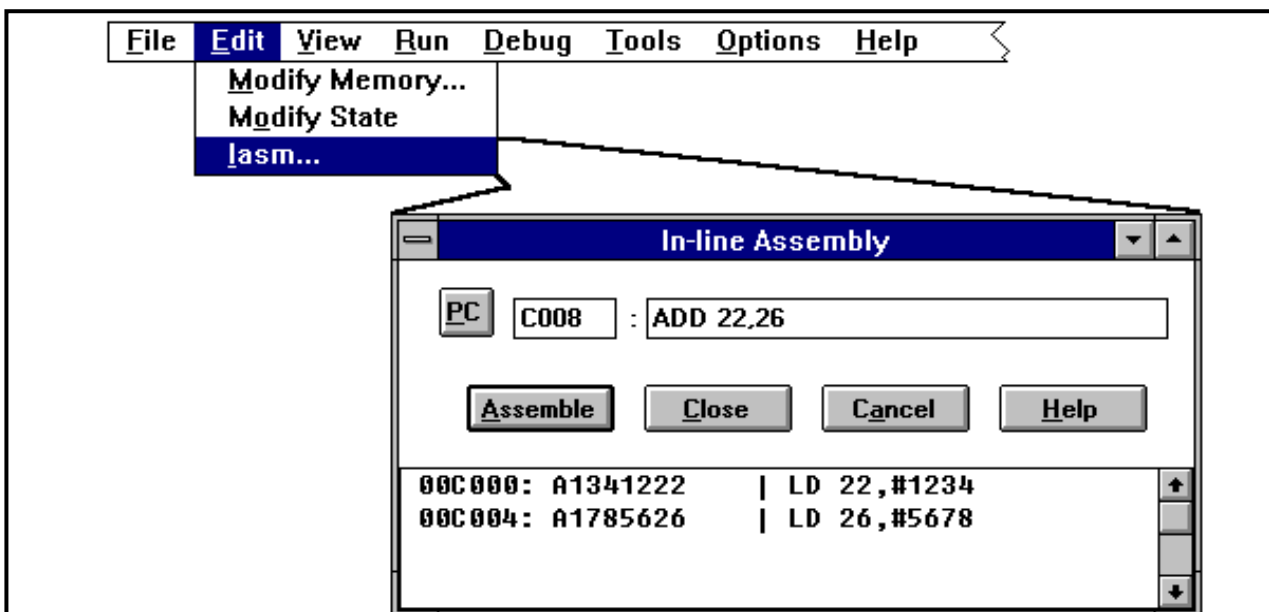 File Edit View Run Debug Tools Options Help
Modify Memory...
Modify State
Iasm...
In-line Assembly
PC C008 : ADD 22,26
Assemble Close Cancel Help
00C000: A1341222 | LD 22,#1234
00C004: A1785626 | LD 26,#5678